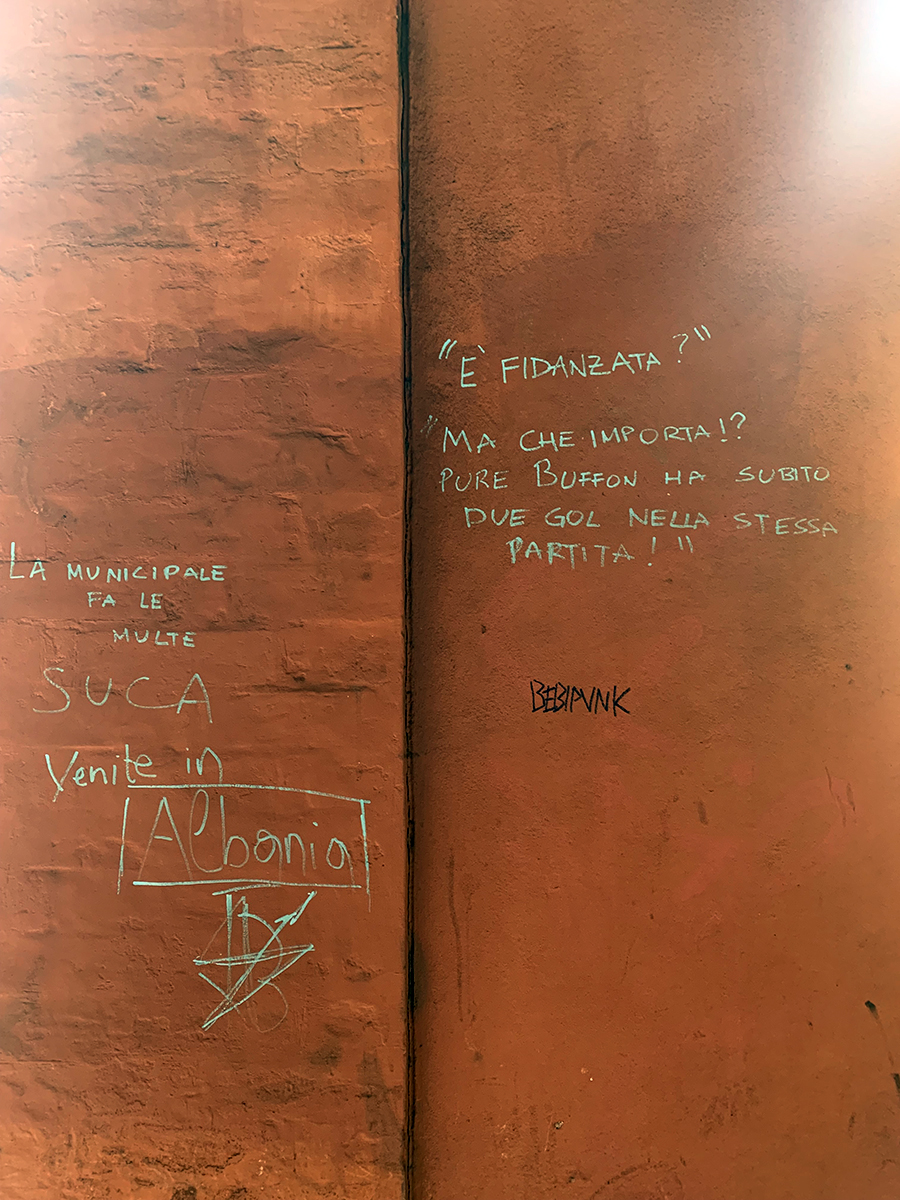 LA MUNICIPALE
FA LE
MULTE
SUCA
Venite in
Albania
"E' FIDANZATA?"
"MA CHE IMPORTA!?
PURE BUFFON HA SUBITO
DUE GOL NELLA STESSA
PARTITA!"
BEBIPVNK